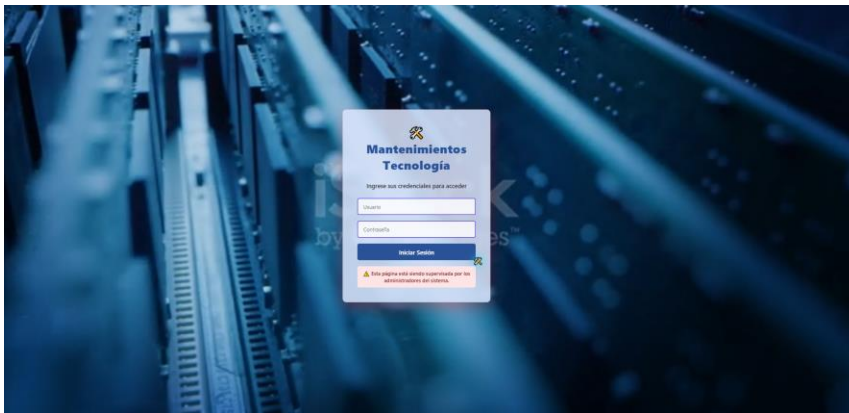 Mantenimientos
Tecnología
Ingrese sus credenciales para acceder
Usuario
Contraseña
Iniciar Sesión
Esta página está siendo supervisada por los
administradores del sistema.